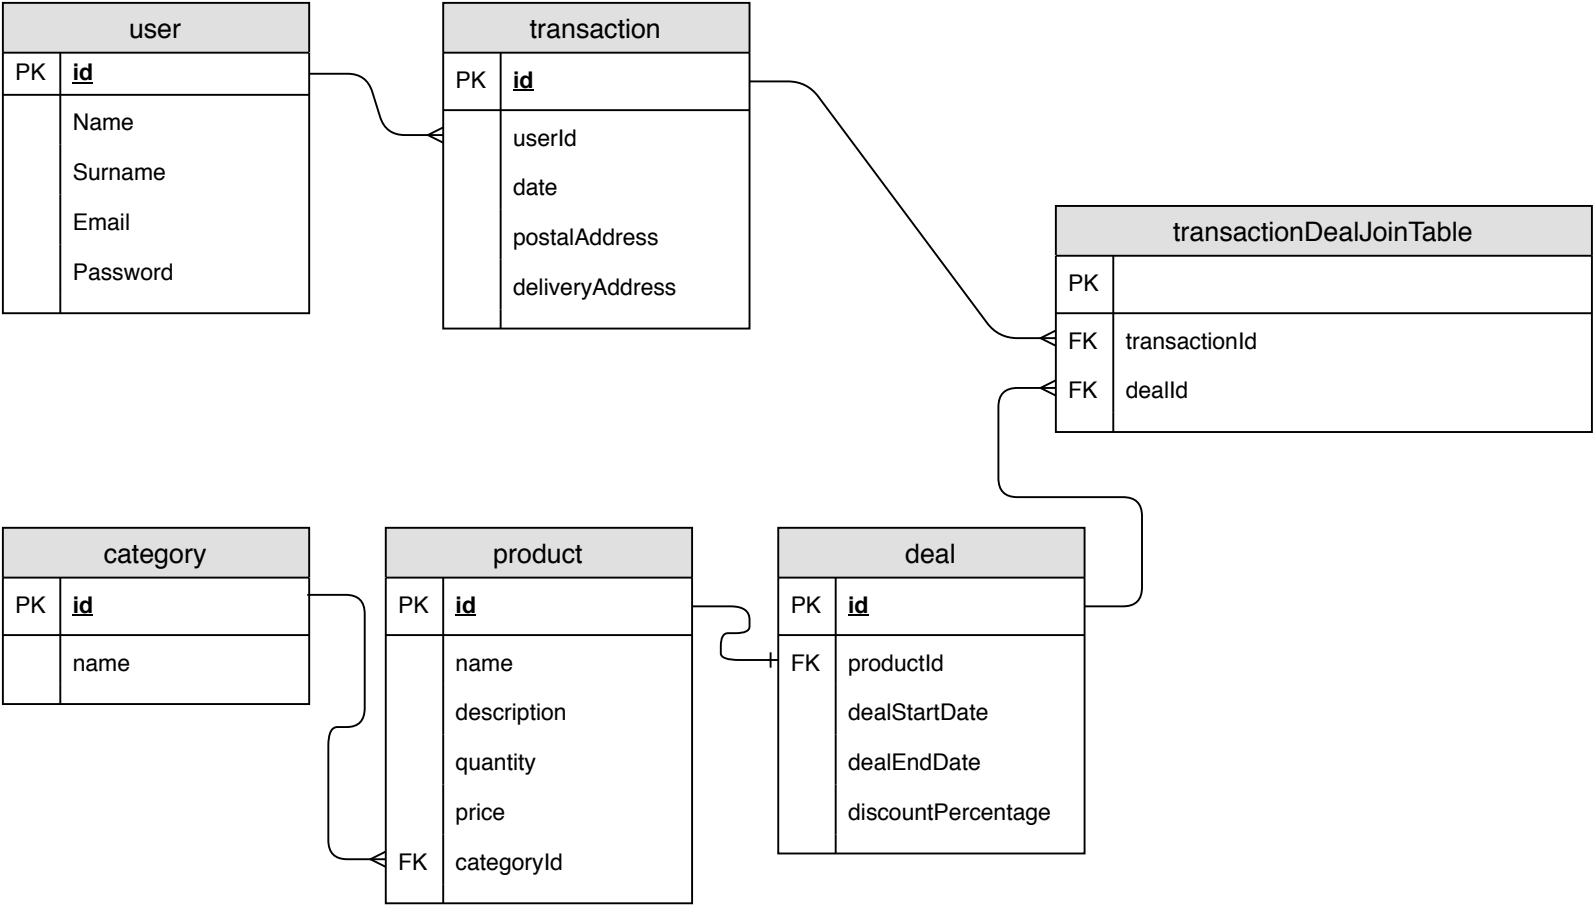 user
PK id
Name
Surname
Email
Password
transaction
PK id
userId
date
postalAddress
deliveryAddress
transactionDealJoinTable
PK
FK transactionId
FK dealId
category
PK id
name
product
PK id
name
description
quantity
price
FK categoryId
deal
PK id
FK productId
dealStartDate
dealEndDate
discountPercentage